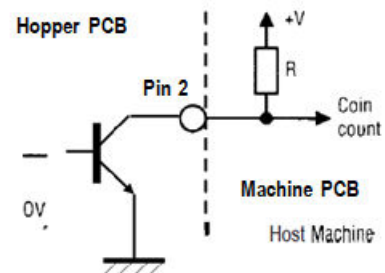 Hopper PCB
+V
R
Pin 2
Coin
count
Machine PCB
0V
Host Machine